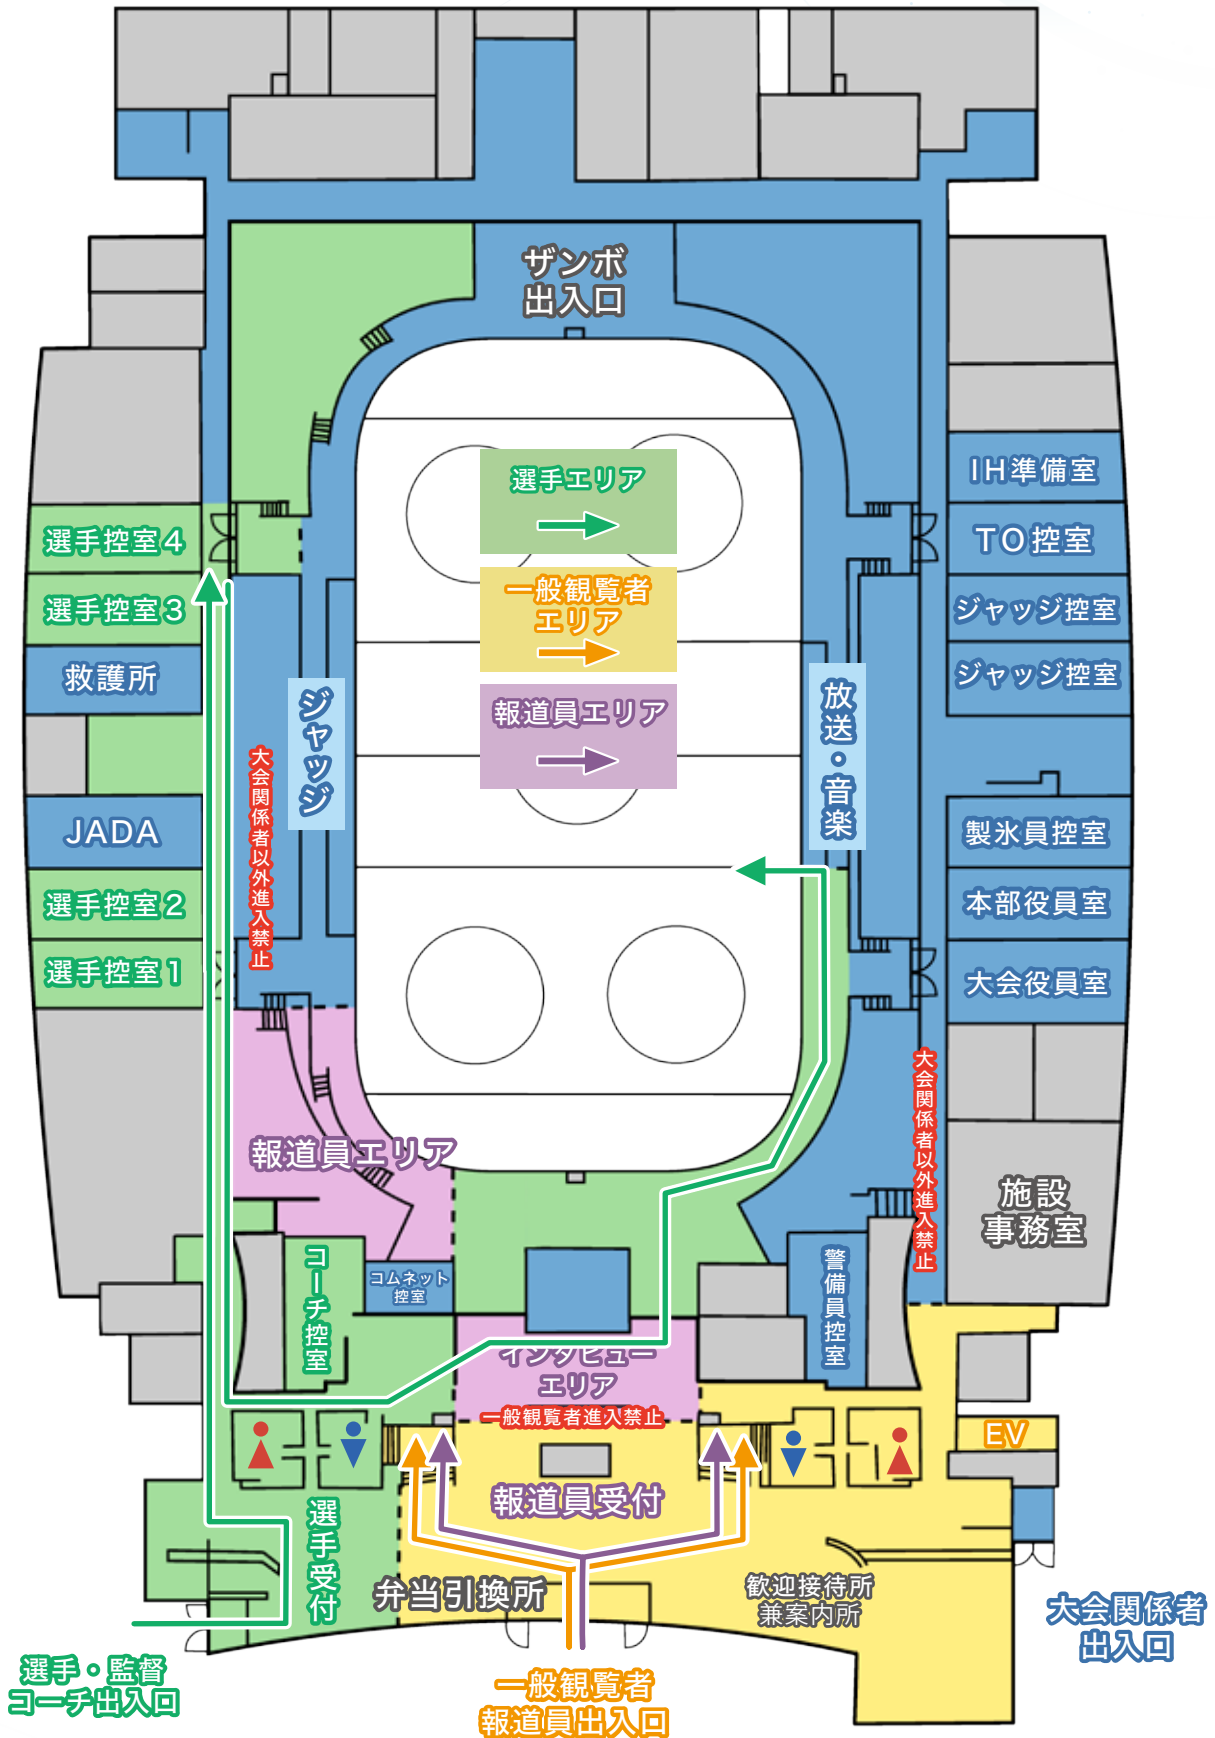 ザンボ
出入口
選手エリア
一般観覧者
エリア
報道員エリア
ジャッジ
放送・音楽
選手控室4
選手控室3
救護所
JADA
選手控室2
選手控室1
大会関係者以外進入禁止
IH準備室
TO控室
ジャッジ控室
ジャッジ控室
製氷員控室
本部役員室
大会役員室
大会関係者以外進入禁止
施設
事務室
報道員エリア
コーチ控室
コムネット
控室
警備員控室
インタビュー
エリア
一般観覧者進入禁止
EV
報道員受付
選手受付
弁当引換所
歓迎接待所
兼案内所
大会関係者
出入口
選手・監督
コーチ出入口
一般観覧者
報道員出入口